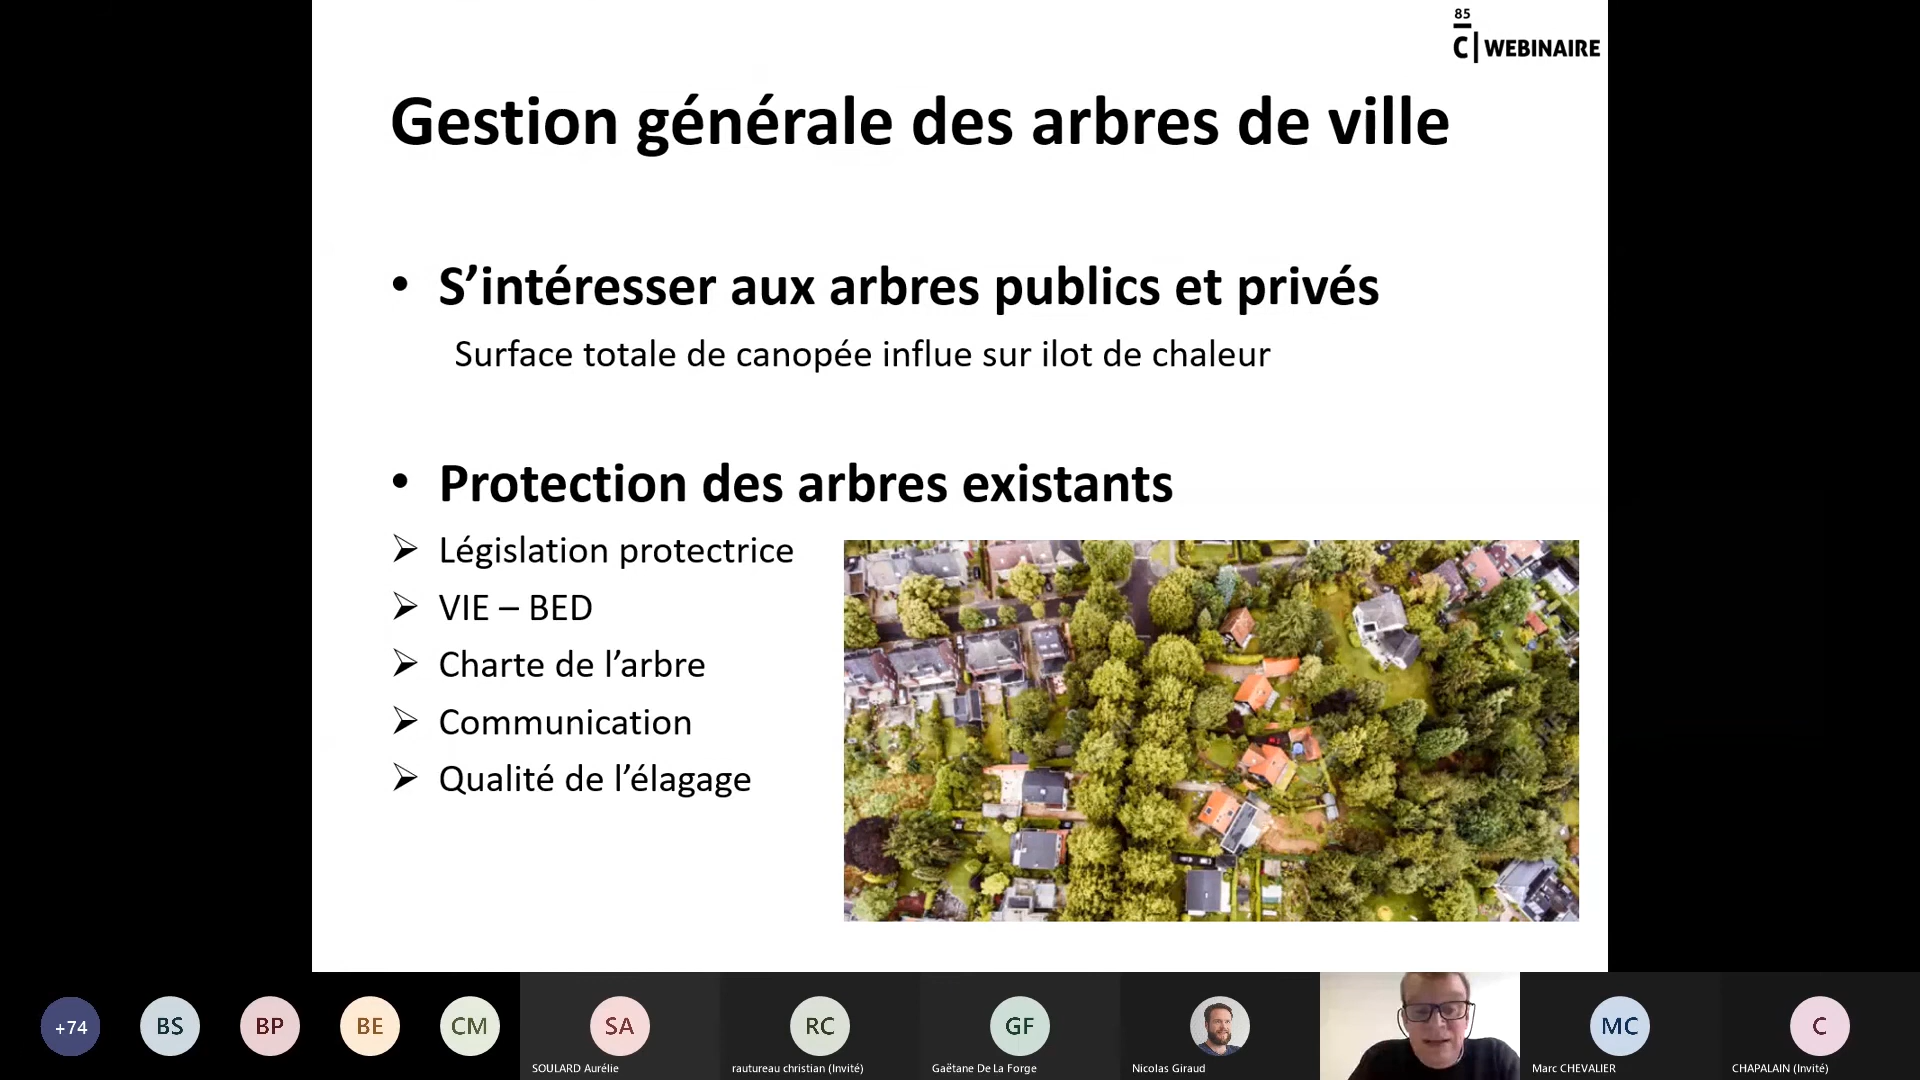 85
C WEBINAIRE
Gestion générale des arbres de ville
• S’intéresser aux arbres publics et privés
Surface totale de canopée influe sur ilot de chaleur
• Protection des arbres existants
➢ Législation protectrice
➢ VIE – BED
➢ Charte de l’arbre
➢ Communication
➢ Qualité de l’élagage
+74
BS
BP
BE
CM
SA
RC
GF
MC
C
SOULARD Aurélie
rautureau christian (Invité)
Gaëtane De La Forge
Nicolas Giraud
Marc CHEVALIER
CHAPALAIN (Invité)